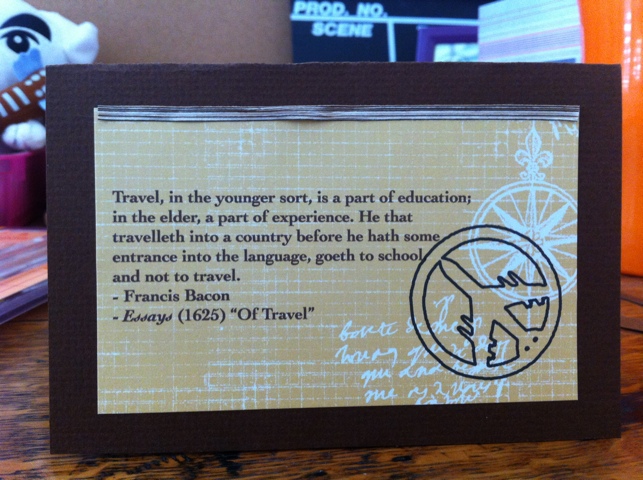 PROD. NO.
SCENE
Travel, in the younger sort, is a part of education;
in the elder, a part of experience. He that
travelleth into a country before he hath some
entrance into the language, goeth to school,
and not to travel.
- Francis Bacon
- Essays (1625) “Of Travel”